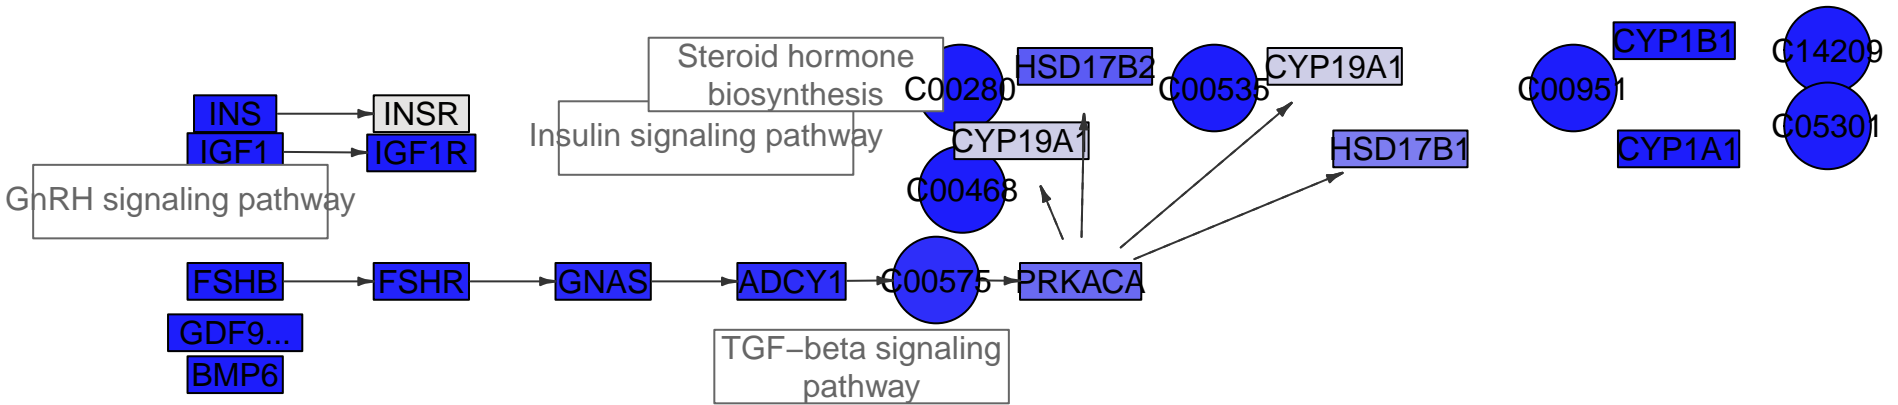 Steroid hormone
biosynthesis
C00280
HSD17B2
C00535
CYP19A1
C00951
CYP1B1
C14209
INS
INSR
Insulin signaling pathway
CYP19A1
HSD17B1
CYP1A1
C05301
IGF1
IGF1R
GnRH signaling pathway
C00468
FSHB
FSHR
GNAS
ADCY1
C00575
PRKACA
GDF9...
BMP6
TGF−beta signaling
pathway